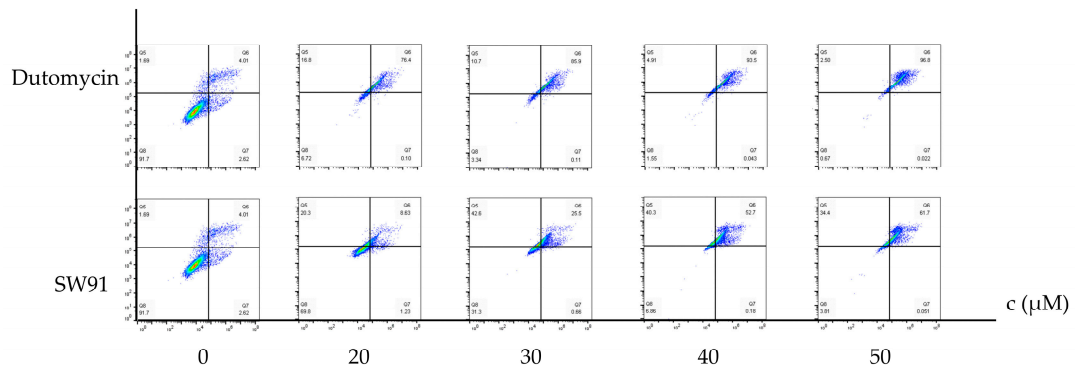 Dutomycin
Q5 1.69 Q6 4.01 Q8 91.7 Q7 2.62
Q5 16.8 Q6 76.4 Q8 6.72 Q7 0.10
Q5 10.7 Q6 85.9 Q8 3.34 Q7 0.11
Q5 4.91 Q6 93.5 Q8 1.55 Q7 0.043
Q5 2.50 Q6 96.8 Q8 0.67 Q7 0.022
SW91
Q5 1.69 Q6 4.01 Q8 91.7 Q7 2.62
Q5 20.3 Q6 8.63 Q8 69.8 Q7 1.23
Q5 42.6 Q6 25.5 Q8 31.3 Q7 0.66
Q5 40.3 Q6 52.7 Q8 6.86 Q7 0.18
Q5 34.4 Q6 61.7 Q8 3.81 Q7 0.051
c (μM)
0 20 30 40 50